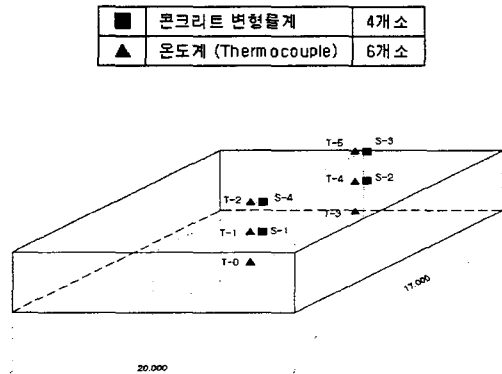 ■ 콘크리트 변형률계 4개소
▲ 온도계 (Thermocouple) 6개소
T-5 S-3
T-4 S-2
T-2 S-4
T-3
T-1 S-1
T-0
17.000
20.000